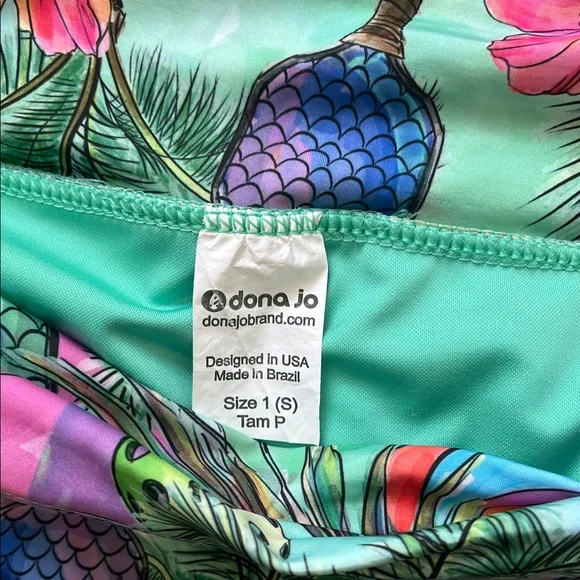 dona jo
donajobrand.com
Designed in USA
Made in Brazil
Size 1 (S)
Tam P